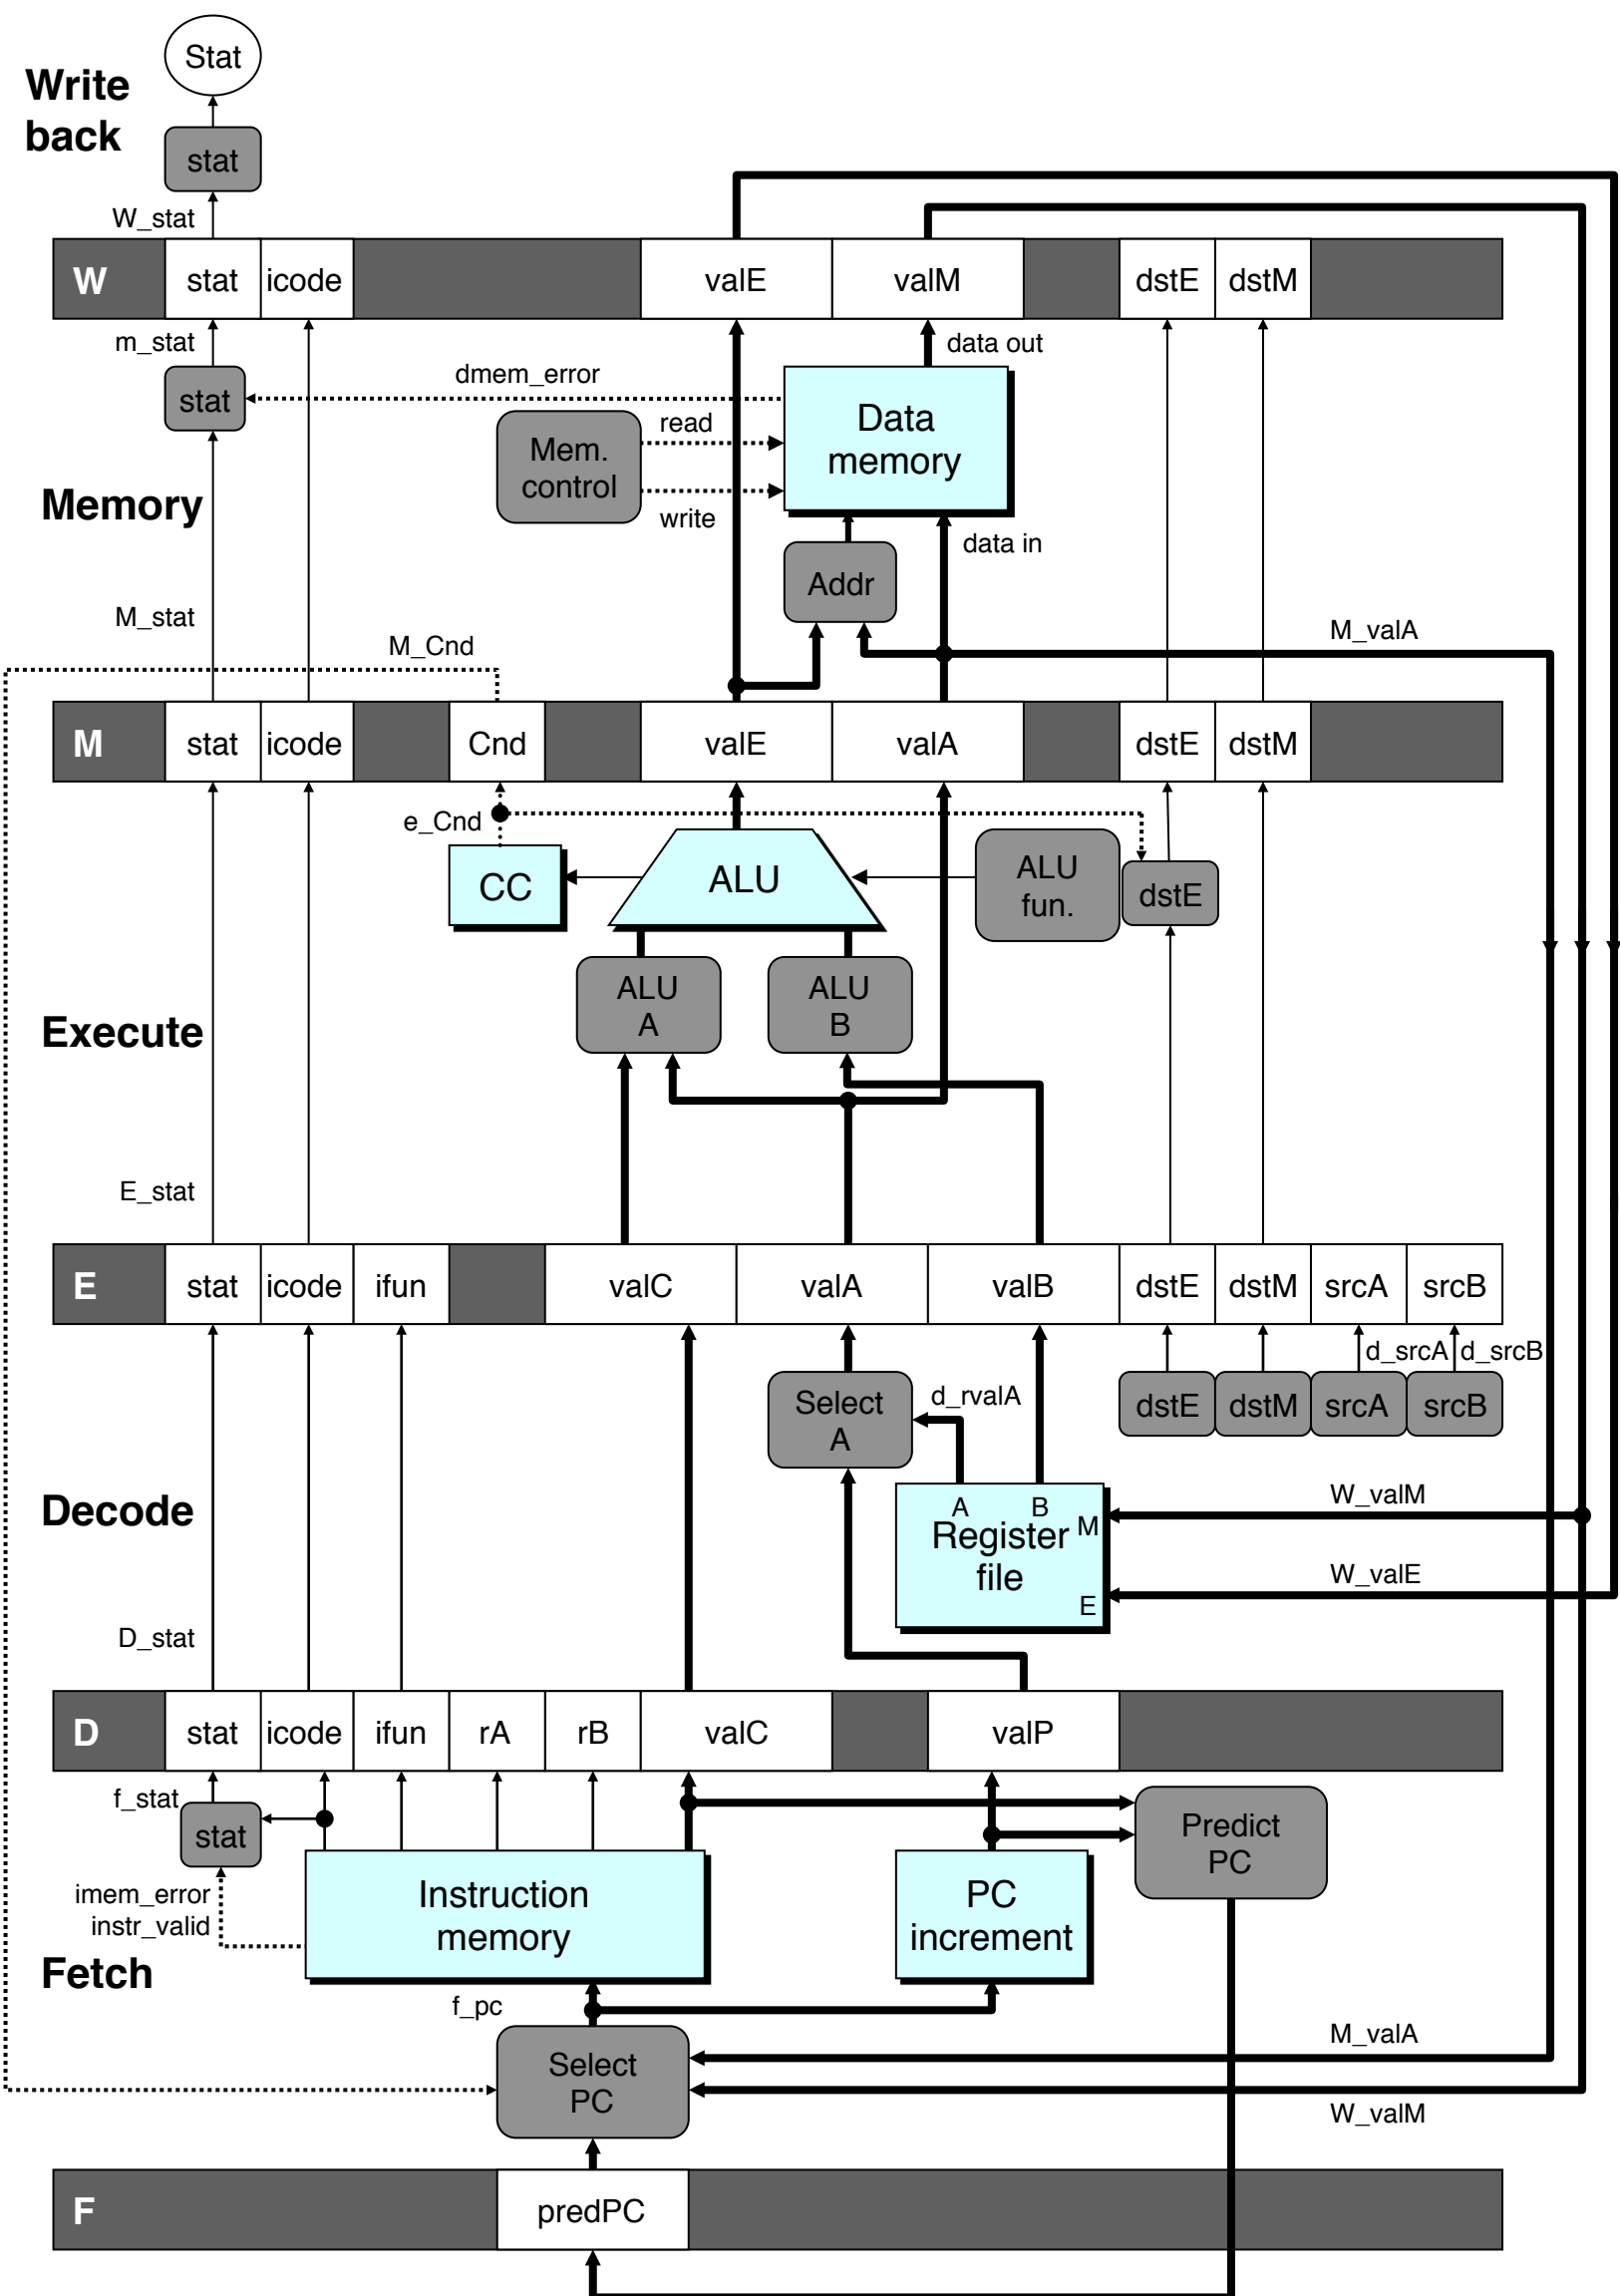 Stat
Write
back
stat
W_stat
W
stat
icode
valE
valM
dstE
dstM
m_stat
data out
dmem_error
stat
read
Data
memory
Mem.
control
write
Memory
data in
Addr
M_stat
M_valA
M_Cnd
M
stat
icode
Cnd
valE
valA
dstE
dstM
e_Cnd
CC
ALU
ALU
fun.
dstE
ALU
A
ALU
B
Execute
E_stat
E
stat
icode
ifun
valC
valA
valB
dstE
dstM
srcA
srcB
d_srcA
d_srcB
Select
A
d_rvalA
dstE
dstM
srcA
srcB
Decode
A
B
M
Register
file
E
W_valM
W_valE
D_stat
D
stat
icode
ifun
rA
rB
valC
valP
f_stat
stat
Predict
PC
imem_error
instr_valid
Instruction
memory
PC
increment
Fetch
f_pc
M_valA
Select
PC
W_valM
F
predPC